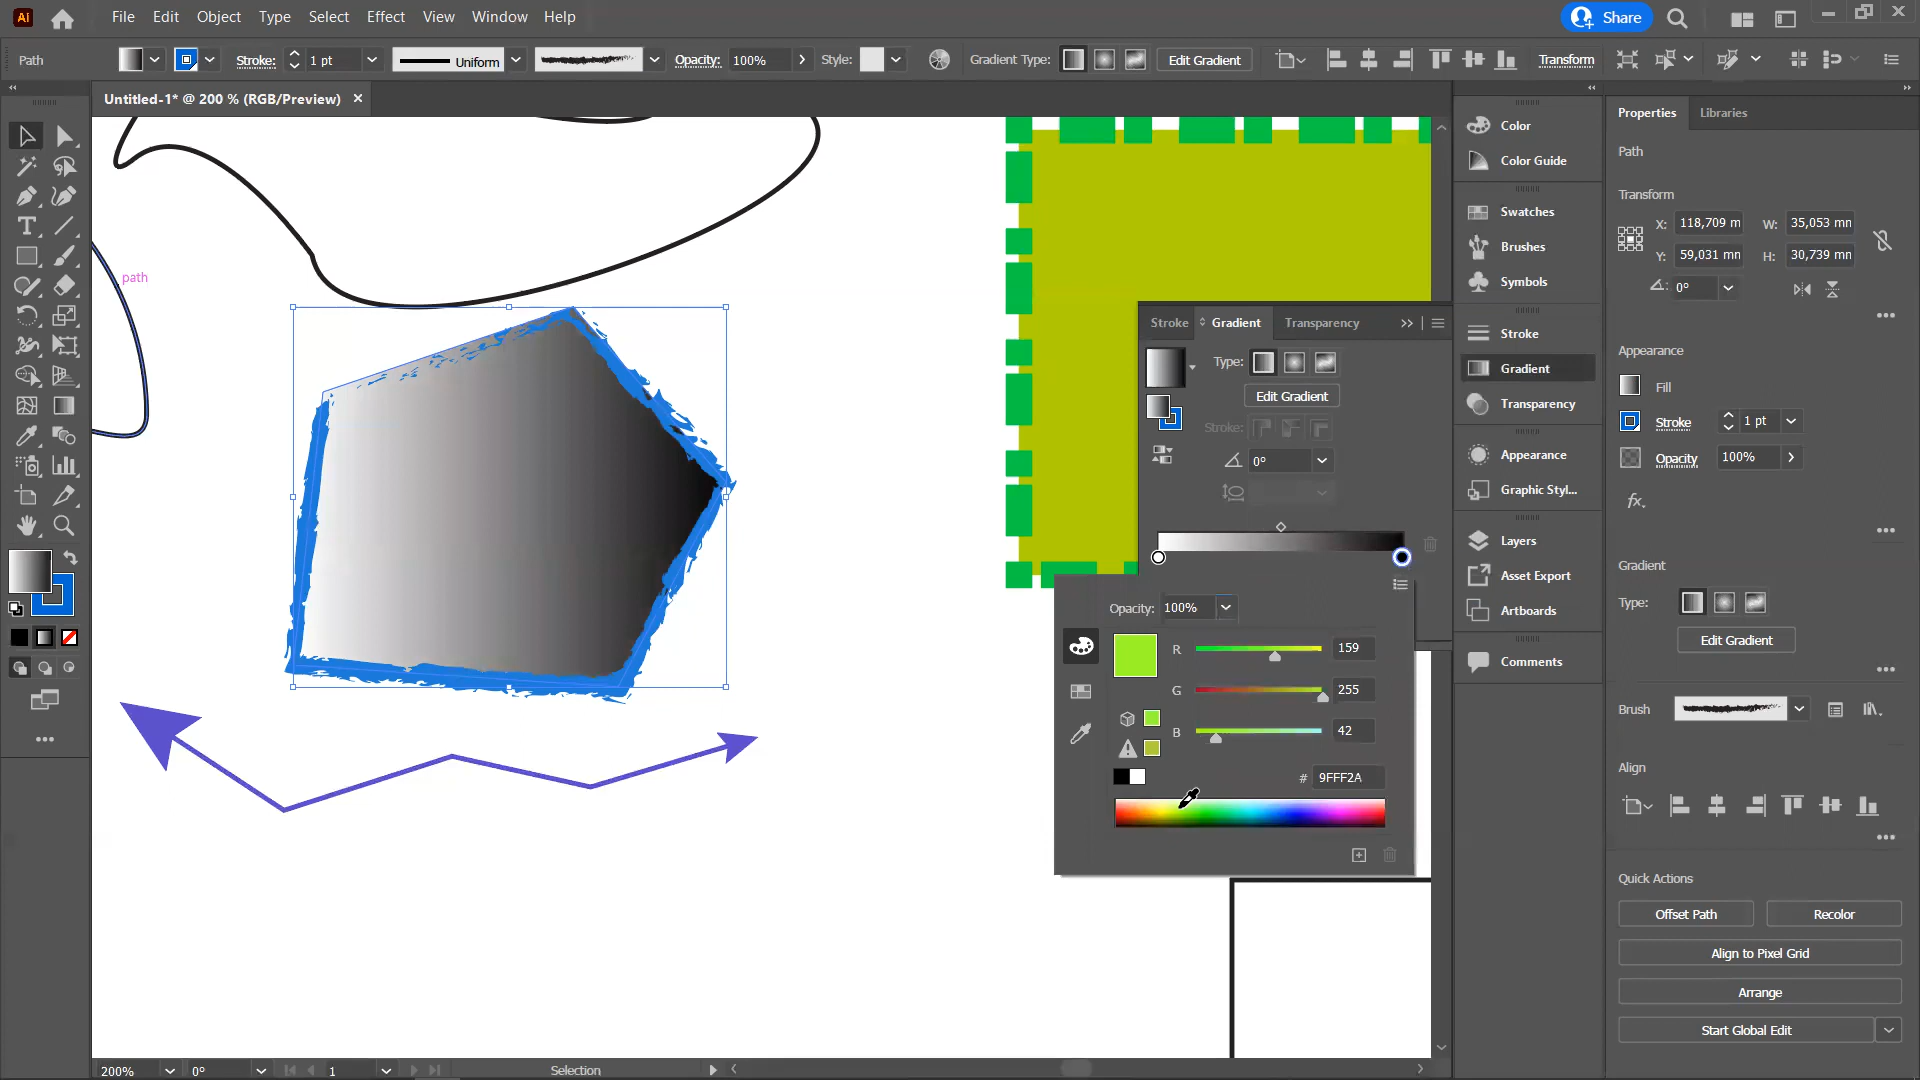 Ai File Edit Object Type Select Effect View Window Help Share
Path Stroke: 1 pt Uniform Opacity: 100% Style: Gradient Type: Edit Gradient Transform
Untitled-1* @ 200 % (RGB/Preview)
path
Stroke Gradient Transparency
Type:
Edit Gradient
Stroke:
0°
Opacity: 100%
R 159
G 255
B 42
# 9FFF2A
Color
Color Guide
Swatches
Brushes
Symbols
Stroke
Gradient
Transparency
Appearance
Graphic Styl...
Layers
Asset Export
Artboards
Comments
Properties Libraries
Path
Transform
X: 118,709 m W: 35,053 mn
Y: 59,031 mm H: 30,739 mn
0°
Appearance
Fill
Stroke 1 pt
Opacity 100%
fx.
Gradient
Type:
Edit Gradient
Brush
Align
Quick Actions
Offset Path Recolor
Align to Pixel Grid
Arrange
Start Global Edit
200% 0° 1 Selection